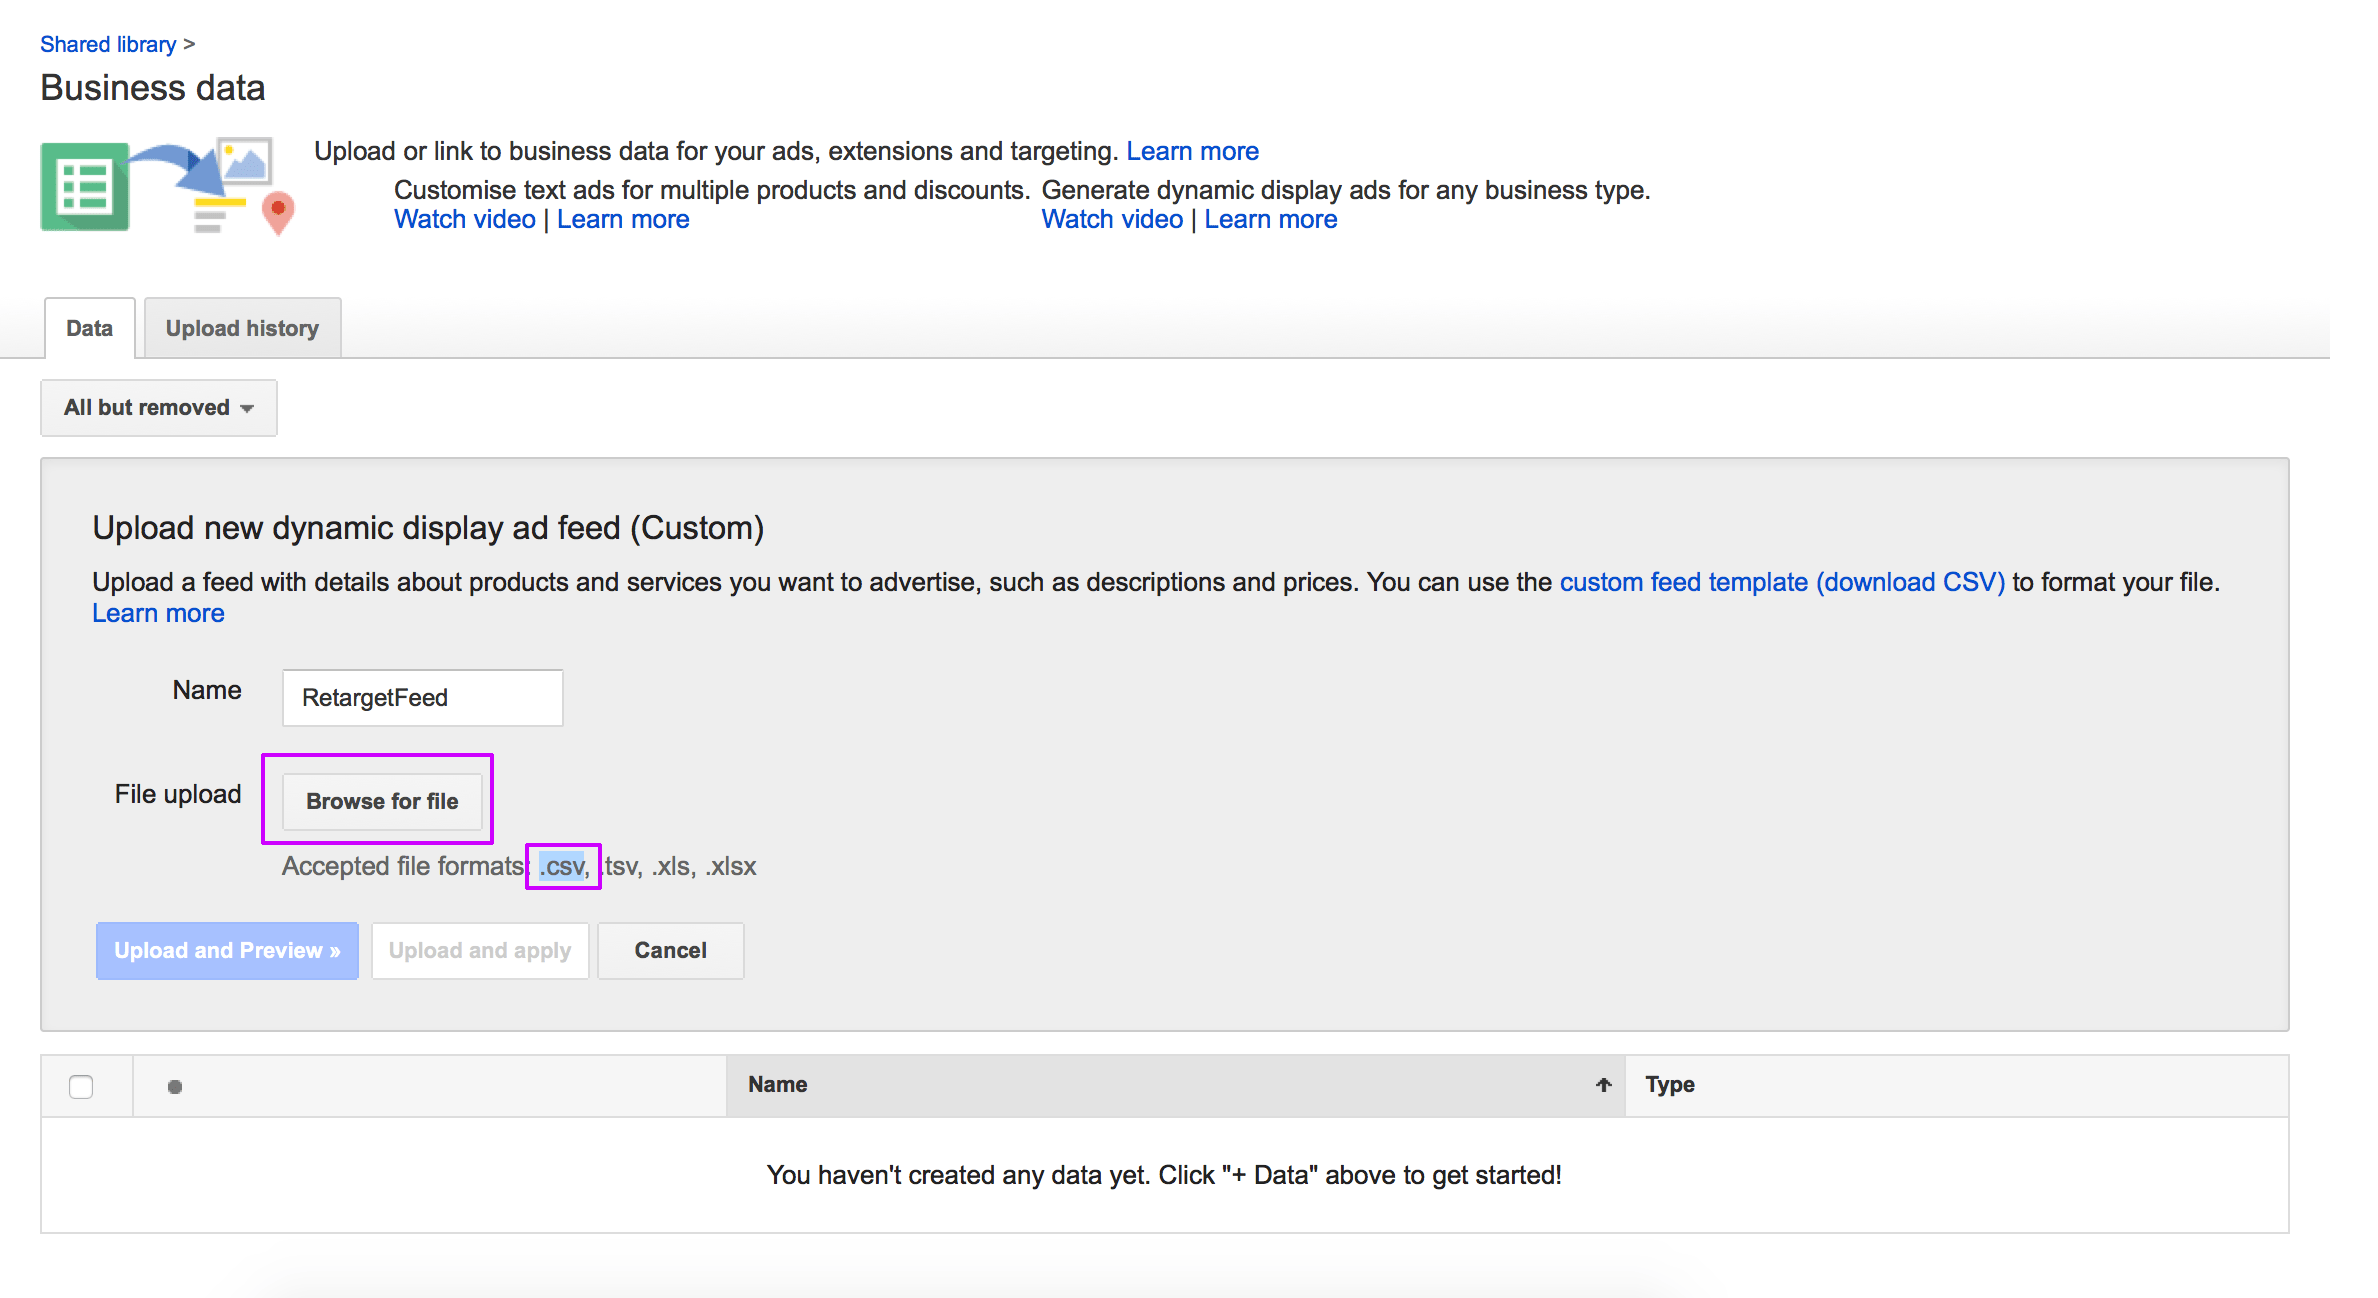 Shared library >
Business data
Upload or link to business data for your ads, extensions and targeting. Learn more
Customise text ads for multiple products and discounts. Generate dynamic display ads for any business type.
Watch video | Learn more Watch video | Learn more
Data Upload history
All but removed
Upload new dynamic display ad feed (Custom)
Upload a feed with details about products and services you want to advertise, such as descriptions and prices. You can use the custom feed template (download CSV) to format your file.
Learn more
Name RetargetFeed
File upload Browse for file
Accepted file formats: .csv, .tsv, .xls, .xlsx
Upload and Preview » Upload and apply Cancel
Name Type
You haven't created any data yet. Click "+ Data" above to get started!